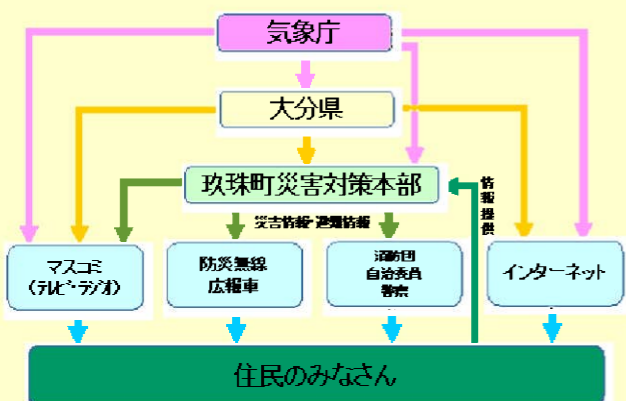 気象庁
大分県
玖珠町災害対策本部
情報提供
災害情報・避難情報
マスコミ
(テレビ・ラジオ)
防災無線
広報車
消防団
自治委員
警察
インターネット
住民のみなさん